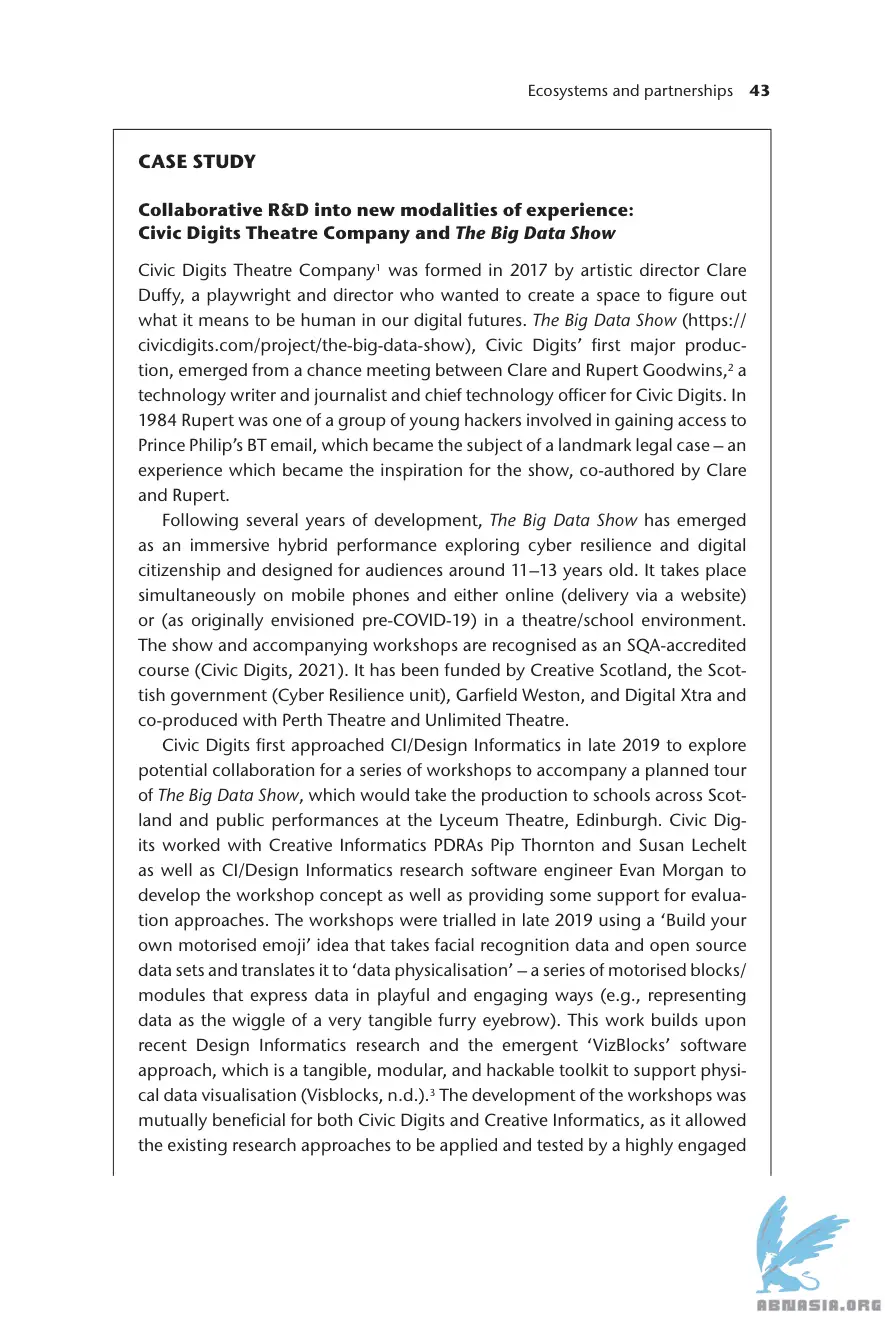 Ecosystems and partnerships 43
CASE STUDY
Collaborative R&D into new modalities of experience:
Civic Digits Theatre Company and The Big Data Show
Civic Digits Theatre Company¹ was formed in 2017 by artistic director Clare
Duffy, a playwright and director who wanted to create a space to figure out
what it means to be human in our digital futures. The Big Data Show (https://
civicdigits.com/project/the-big-data-show), Civic Digits’ first major produc-
tion, emerged from a chance meeting between Clare and Rupert Goodwins,² a
technology writer and journalist and chief technology officer for Civic Digits. In
1984 Rupert was one of a group of young hackers involved in gaining access to
Prince Philip’s BT email, which became the subject of a landmark legal case – an
experience which became the inspiration for the show, co-authored by Clare
and Rupert.
Following several years of development, The Big Data Show has emerged
as an immersive hybrid performance exploring cyber resilience and digital
citizenship and designed for audiences around 11–13 years old. It takes place
simultaneously on mobile phones and either online (delivery via a website)
or (as originally envisioned pre-COVID-19) in a theatre/school environment.
The show and accompanying workshops are recognised as an SQA-accredited
course (Civic Digits, 2021). It has been funded by Creative Scotland, the Scot-
tish government (Cyber Resilience unit), Garfield Weston, and Digital Xtra and
co-produced with Perth Theatre and Unlimited Theatre.
Civic Digits first approached CI/Design Informatics in late 2019 to explore
potential collaboration for a series of workshops to accompany a planned tour
of The Big Data Show, which would take the production to schools across Scot-
land and public performances at the Lyceum Theatre, Edinburgh. Civic Dig-
its worked with Creative Informatics PDRAs Pip Thornton and Susan Lechelt
as well as CI/Design Informatics research software engineer Evan Morgan to
develop the workshop concept as well as providing some support for evalua-
tion approaches. The workshops were trialled in late 2019 using a ‘Build your
own motorised emoji’ idea that takes facial recognition data and open source
data sets and translates it to ‘data physicalisation’ – a series of motorised blocks/
modules that express data in playful and engaging ways (e.g., representing
data as the wiggle of a very tangible furry eyebrow). This work builds upon
recent Design Informatics research and the emergent ‘VizBlocks’ software
approach, which is a tangible, modular, and hackable toolkit to support physi-
cal data visualisation (Visblocks, n.d.).³ The development of the workshops was
mutually beneficial for both Civic Digits and Creative Informatics, as it allowed
the existing research approaches to be applied and tested by a highly engaged
ABNASIA.ORG